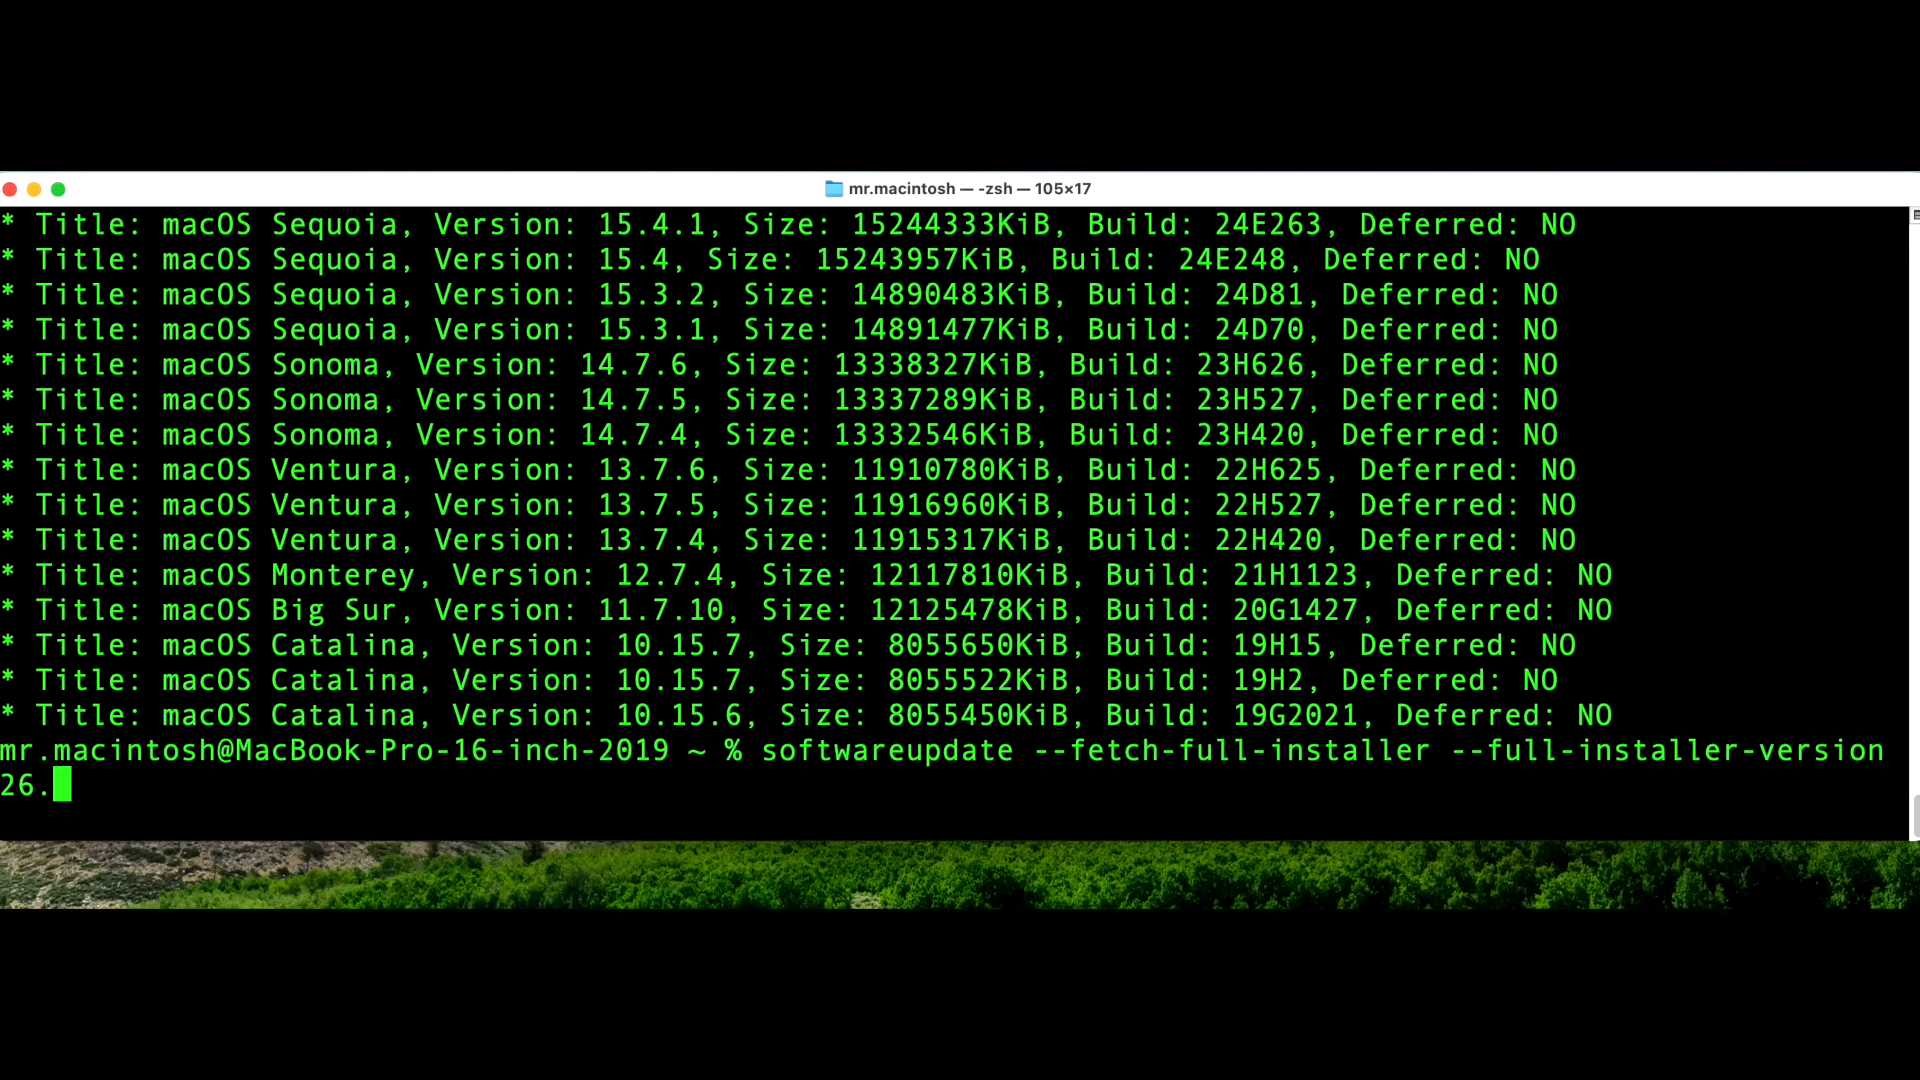 mr.macintosh — -zsh — 105×17
* Title: macOS Sequoia, Version: 15.4.1, Size: 15244333KiB, Build: 24E263, Deferred: NO
* Title: macOS Sequoia, Version: 15.4, Size: 15243957KiB, Build: 24E248, Deferred: NO
* Title: macOS Sequoia, Version: 15.3.2, Size: 14890483KiB, Build: 24D81, Deferred: NO
* Title: macOS Sequoia, Version: 15.3.1, Size: 14891477KiB, Build: 24D70, Deferred: NO
* Title: macOS Sonoma, Version: 14.7.6, Size: 13338327KiB, Build: 23H626, Deferred: NO
* Title: macOS Sonoma, Version: 14.7.5, Size: 13337289KiB, Build: 23H527, Deferred: NO
* Title: macOS Sonoma, Version: 14.7.4, Size: 13332546KiB, Build: 23H420, Deferred: NO
* Title: macOS Ventura, Version: 13.7.6, Size: 11910780KiB, Build: 22H625, Deferred: NO
* Title: macOS Ventura, Version: 13.7.5, Size: 11916960KiB, Build: 22H527, Deferred: NO
* Title: macOS Ventura, Version: 13.7.4, Size: 11915317KiB, Build: 22H420, Deferred: NO
* Title: macOS Monterey, Version: 12.7.4, Size: 12117810KiB, Build: 21H1123, Deferred: NO
* Title: macOS Big Sur, Version: 11.7.10, Size: 12125478KiB, Build: 20G1427, Deferred: NO
* Title: macOS Catalina, Version: 10.15.7, Size: 8055650KiB, Build: 19H15, Deferred: NO
* Title: macOS Catalina, Version: 10.15.7, Size: 8055522KiB, Build: 19H2, Deferred: NO
* Title: macOS Catalina, Version: 10.15.6, Size: 8055450KiB, Build: 19G2021, Deferred: NO
mr.macintosh@MacBook-Pro-16-inch-2019 ~ % softwareupdate --fetch-full-installer --full-installer-version
26.